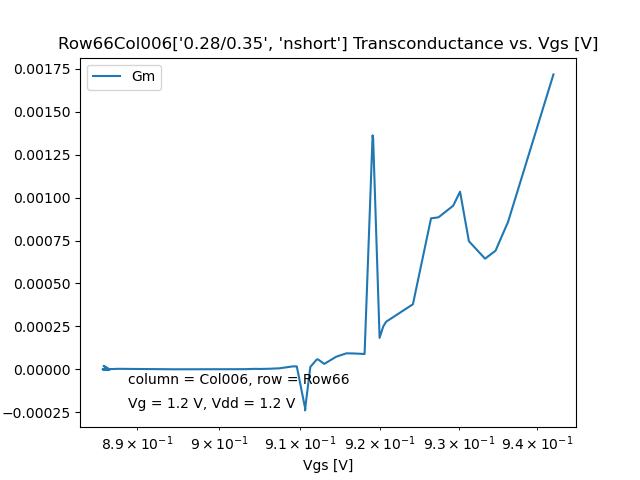 Row66Col006['0.28/0.35', 'nshort'] Transconductance vs. Vgs [V]
Gm
0.00175
0.00150
0.00125
0.00100
0.00075
0.00050
0.00025
0.00000
−0.00025
column = Col006, row = Row66
Vg = 1.2 V, Vdd = 1.2 V
8.9 × 10⁻¹ 9 × 10⁻¹ 9.1 × 10⁻¹ 9.2 × 10⁻¹ 9.3 × 10⁻¹ 9.4 × 10⁻¹
Vgs [V]